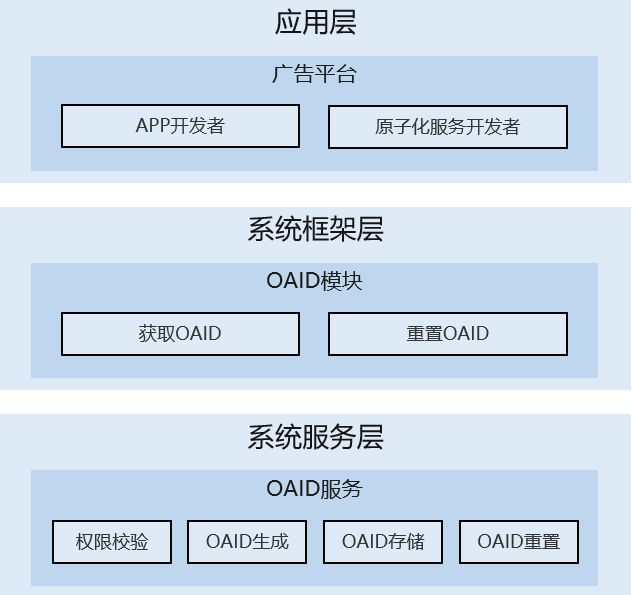 应用层
广告平台
APP开发者
原子化服务开发者
系统框架层
OAID模块
获取OAID
重置OAID
系统服务层
OAID服务
权限校验
OAID生成
OAID存储
OAID重置